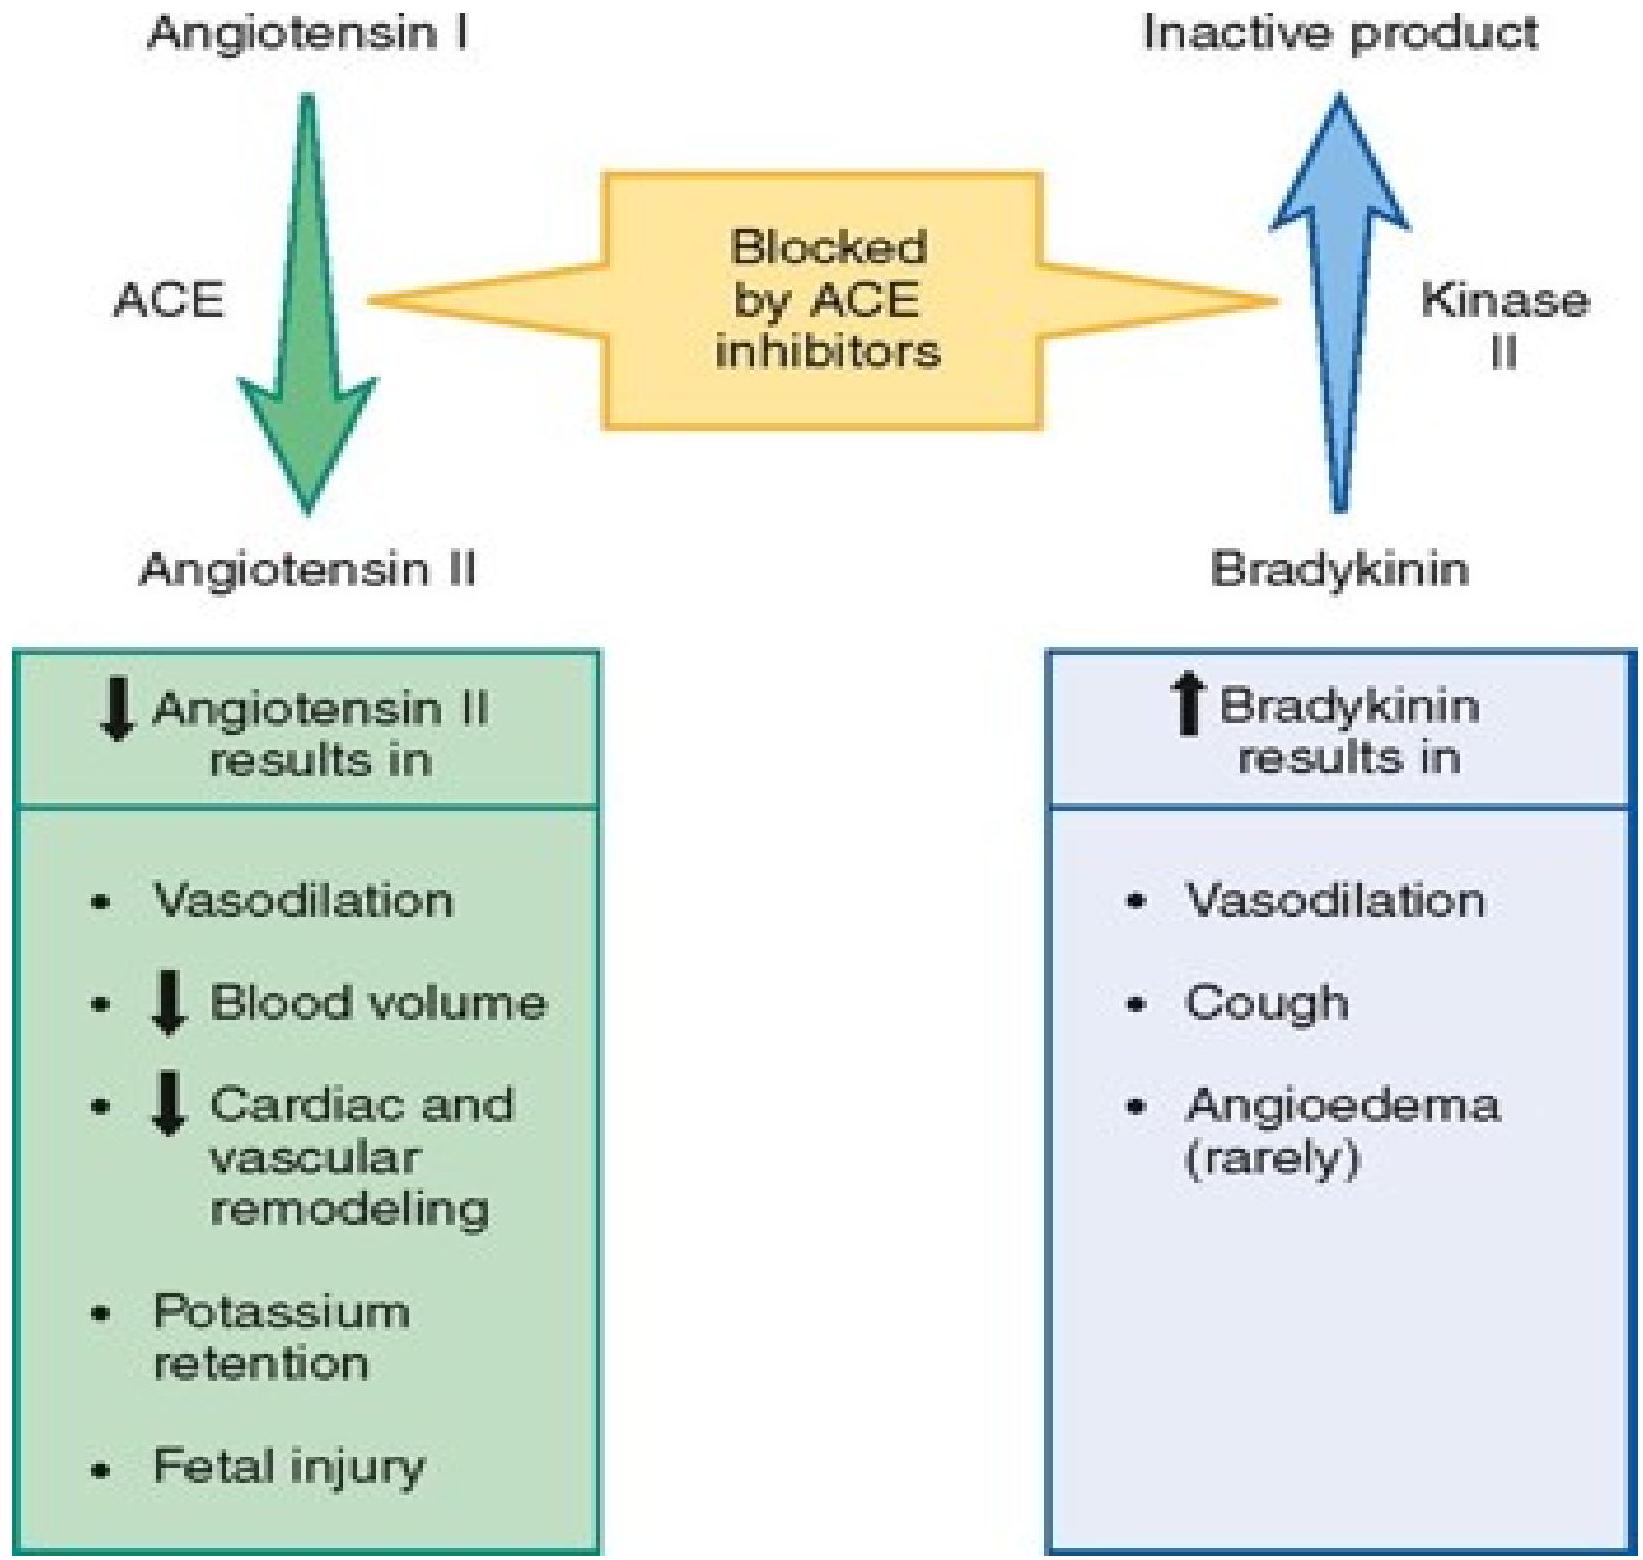 Angiotensin I
Inactive product
ACE
Blocked
by ACE
inhibitors
Kinase
II
Angiotensin II
Bradykinin
⬇ Angiotensin II
results in
• Vasodilation
• ⬇ Blood volume
• ⬇ Cardiac and
vascular
remodeling
• Potassium
retention
• Fetal injury
⬆ Bradykinin
results in
• Vasodilation
• Cough
• Angioedema
(rarely)